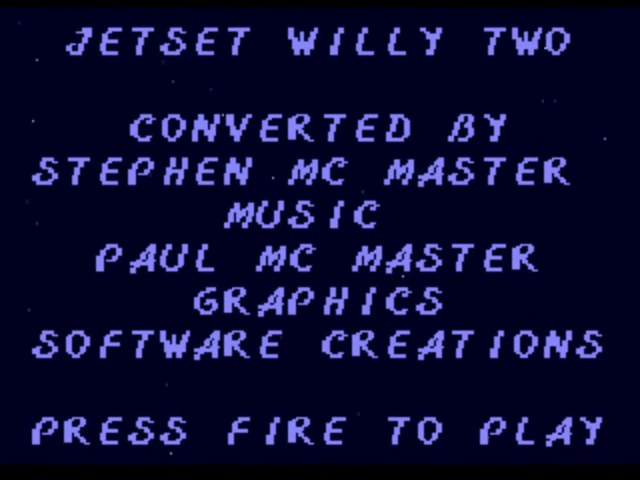 JETSET WILLY TWO
CONVERTED BY
STEPHEN MC MASTER
MUSIC
PAUL MC MASTER
GRAPHICS
SOFTWARE CREATIONS
PRESS FIRE TO PLAY